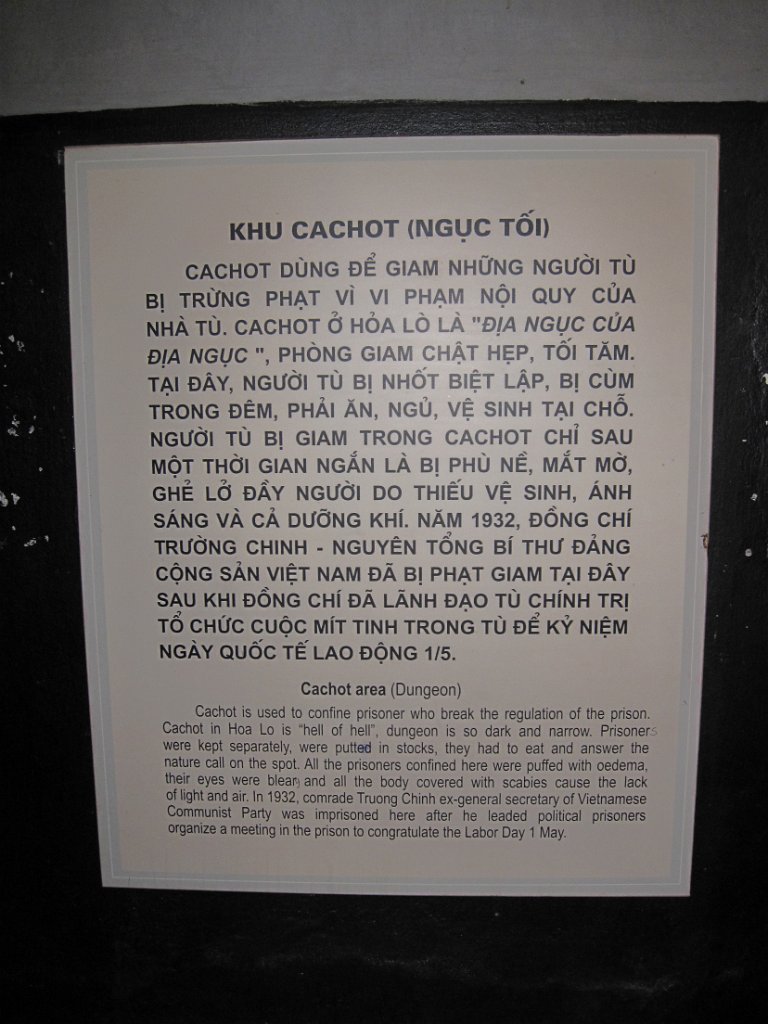 KHU CACHOT (NGỤC TỐI)
CACHOT DÙNG ĐỂ GIAM NHỮNG NGƯỜI TÙ
BỊ TRỪNG PHẠT VÌ VI PHẠM NỘI QUY CỦA
NHÀ TÙ. CACHOT Ở HỎA LÒ LÀ "ĐỊA NGỤC CỦA
ĐỊA NGỤC ", PHÒNG GIAM CHẬT HẸP, TỐI TĂM.
TẠI ĐÂY, NGƯỜI TÙ BỊ NHỐT BIỆT LẬP, BỊ CÙM
TRONG ĐÊM, PHẢI ĂN, NGỦ, VỆ SINH TẠI CHỖ.
NGƯỜI TÙ BỊ GIAM TRONG CACHOT CHỈ SAU
MỘT THỜI GIAN NGẮN LÀ BỊ PHÙ NỀ, MẮT MỜ,
GHẺ LỞ ĐẦY NGƯỜI DO THIẾU VỆ SINH, ÁNH
SÁNG VÀ CẢ DƯỠNG KHÍ. NĂM 1932, ĐỒNG CHÍ
TRƯỜNG CHINH - NGUYÊN TỔNG BÍ THƯ ĐẢNG
CỘNG SẢN VIỆT NAM ĐÃ BỊ PHẠT GIAM TẠI ĐÂY
SAU KHI ĐỒNG CHÍ ĐÃ LÃNH ĐẠO TÙ CHÍNH TRỊ
TỔ CHỨC CUỘC MÍT TINH TRONG TÙ ĐỂ KỶ NIỆM
NGÀY QUỐC TẾ LAO ĐỘNG 1/5.
Cachot area (Dungeon)
Cachot is used to confine prisoner who break the regulation of the prison.
Cachot in Hoa Lo is “hell of hell”, dungeon is so dark and narrow. Prisoners
were kept separately, were putted in stocks, they had to eat and answer the
nature call on the spot. All the prisoners confined here were puffed with oedema,
their eyes were blear, and all the body covered with scabies cause the lack
of light and air. In 1932, comrade Truong Chinh ex-general secretary of Vietnamese
Communist Party was imprisoned here after he leaded political prisoners
organize a meeting in the prison to congratulate the Labor Day 1 May.